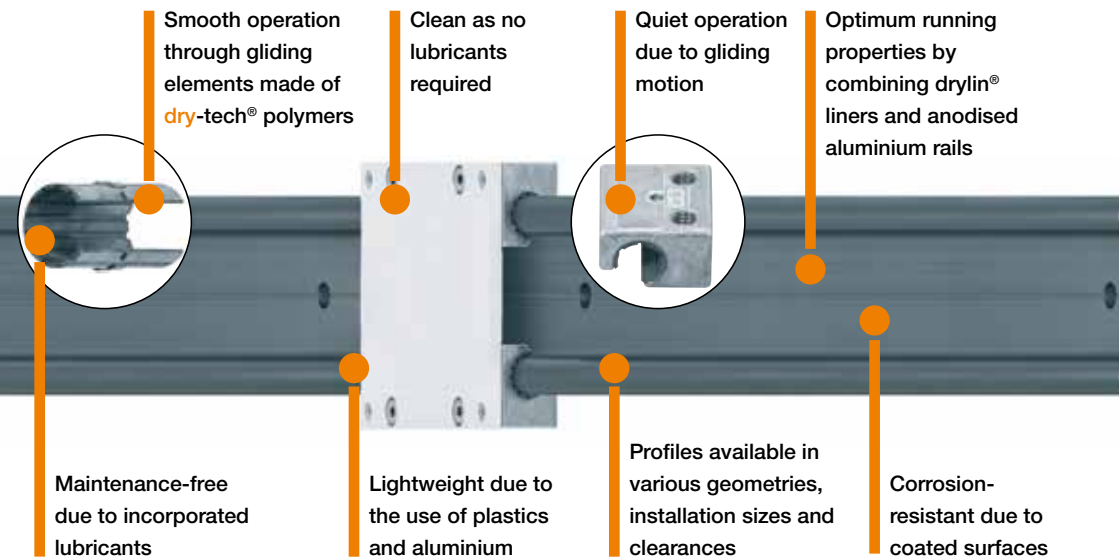 Smooth operation
through gliding
elements made of
dry-tech® polymers
Clean as no
lubricants
required
Quiet operation
due to gliding
motion
Optimum running
properties by
combining drylin®
liners and anodised
aluminium rails
Maintenance-free
due to incorporated
lubricants
Lightweight due to
the use of plastics
and aluminium
Profiles available in
various geometries,
installation sizes and
clearances
Corrosion-
resistant due to
coated surfaces